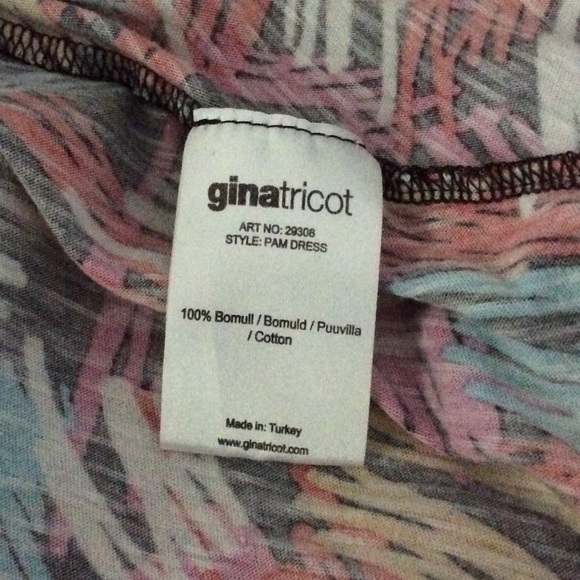 ginatricot
ART NO: 29308
STYLE: PAM DRESS
100% Bomull / Bomuld / Puuvilla
/ Cotton
Made in: Turkey
www.ginatricot.com